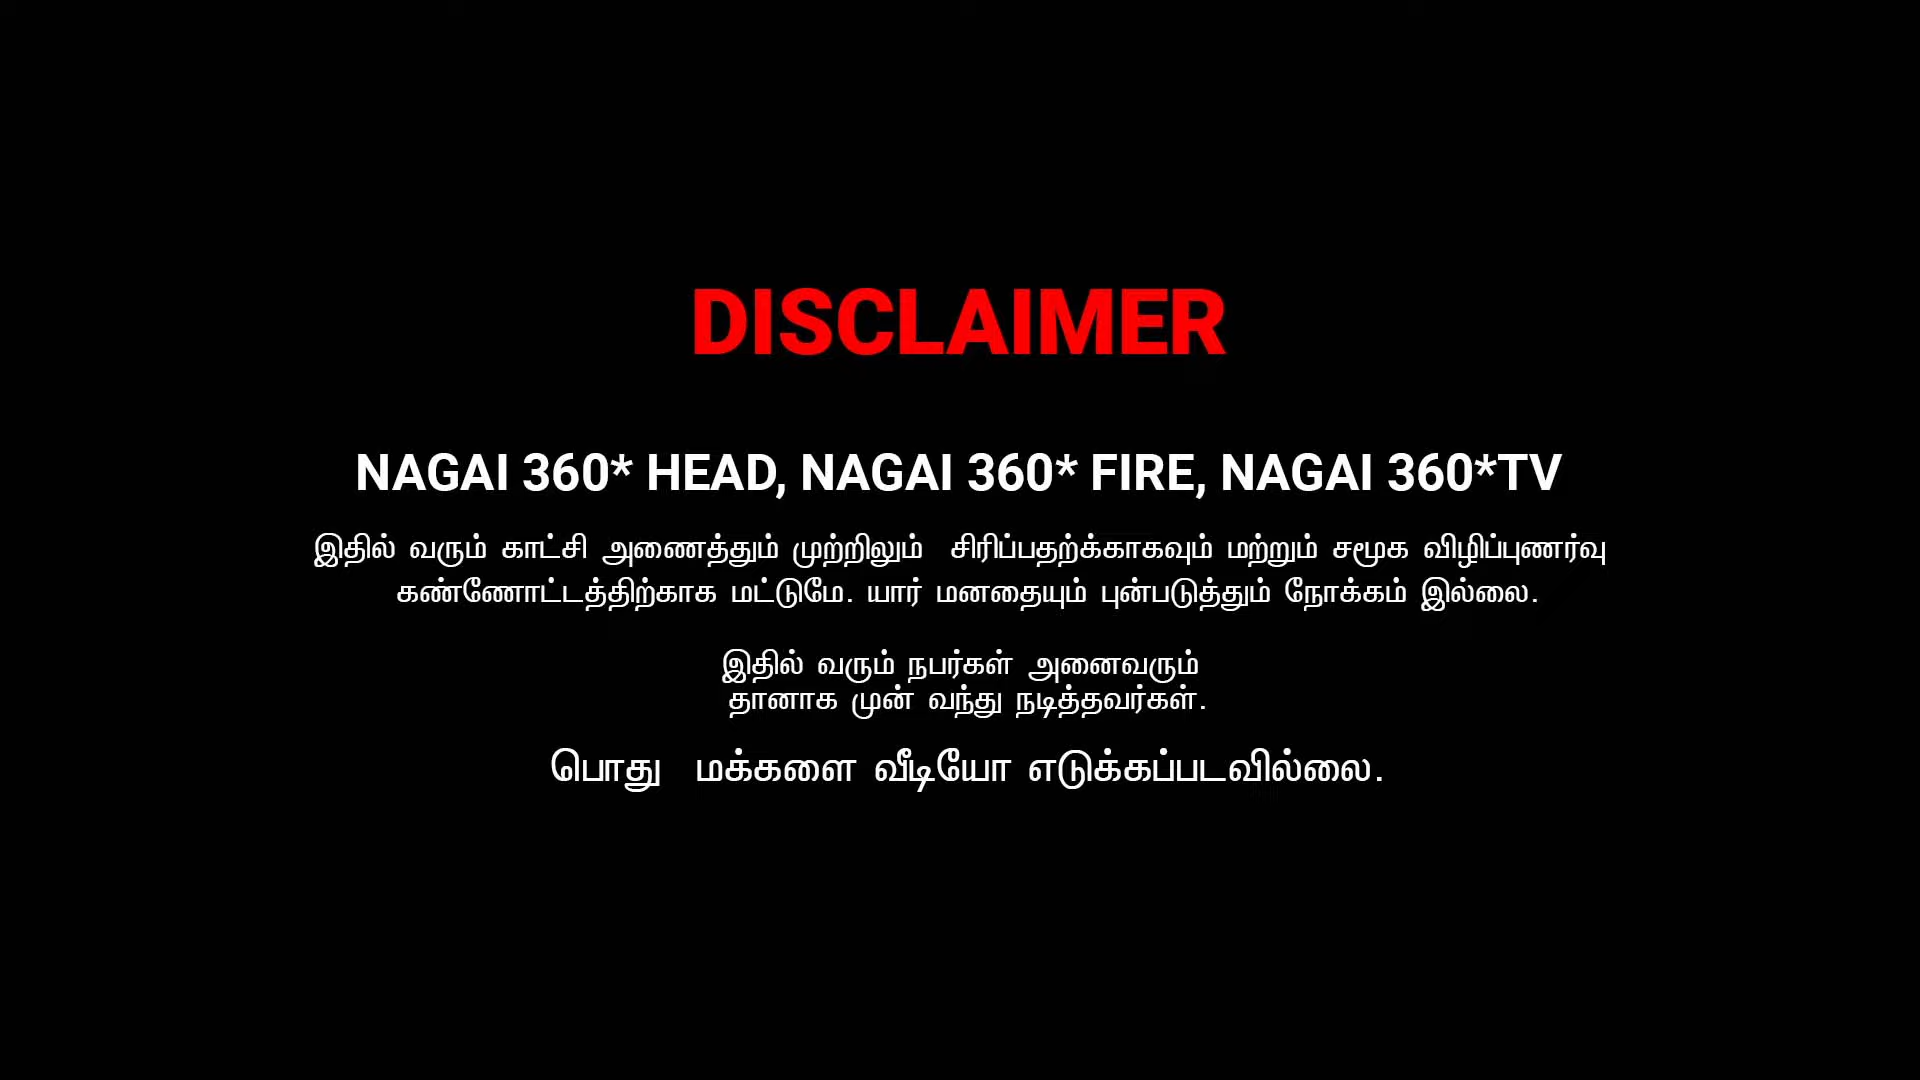 DISCLAIMER
NAGAI 360* HEAD, NAGAI 360* FIRE, NAGAI 360*TV
இதில் வரும் காட்சி அணைத்தும் முற்றிலும் சிரிப்பதற்க்காகவும் மற்றும் சமூக விழிப்புணர்வு
கண்ணோட்டத்திற்காக மட்டுமே. யார் மனதையும் புன்படுத்தும் நோக்கம் இல்லை.
இதில் வரும் நபர்கள் அனைவரும்
தானாக முன் வந்து நடித்தவர்கள்.
பொது மக்களை வீடியோ எடுக்கப்படவில்லை.